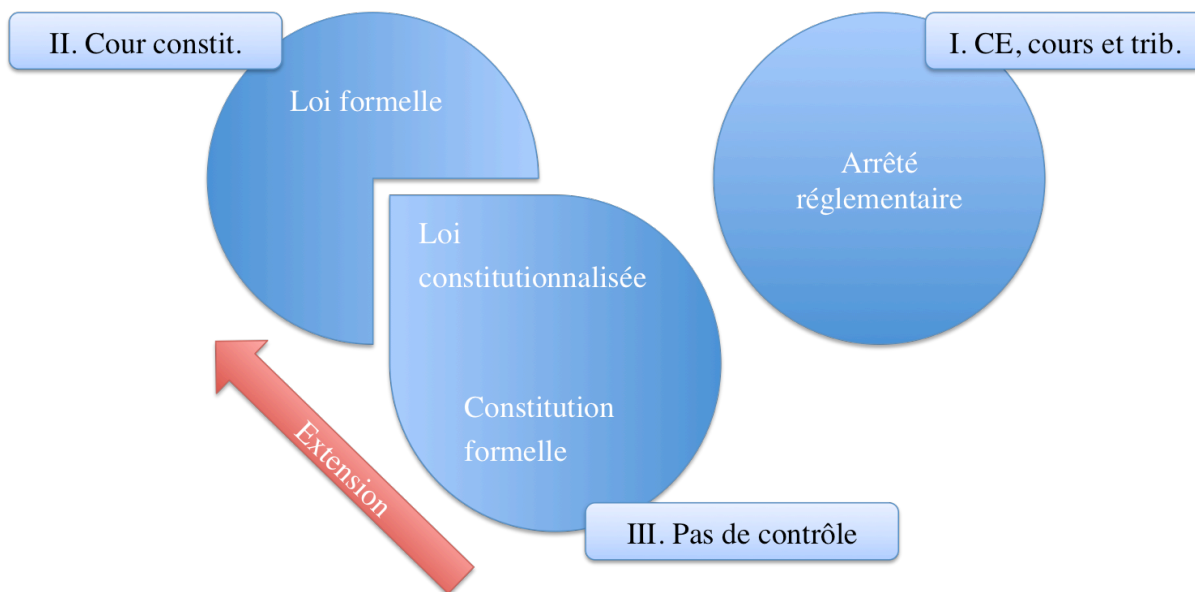 II. Cour constit.
I. CE, cours et trib.
Loi formelle
Arrêté
réglementaire
Loi
constitutionnalisée
Constitution
formelle
Extension
III. Pas de contrôle